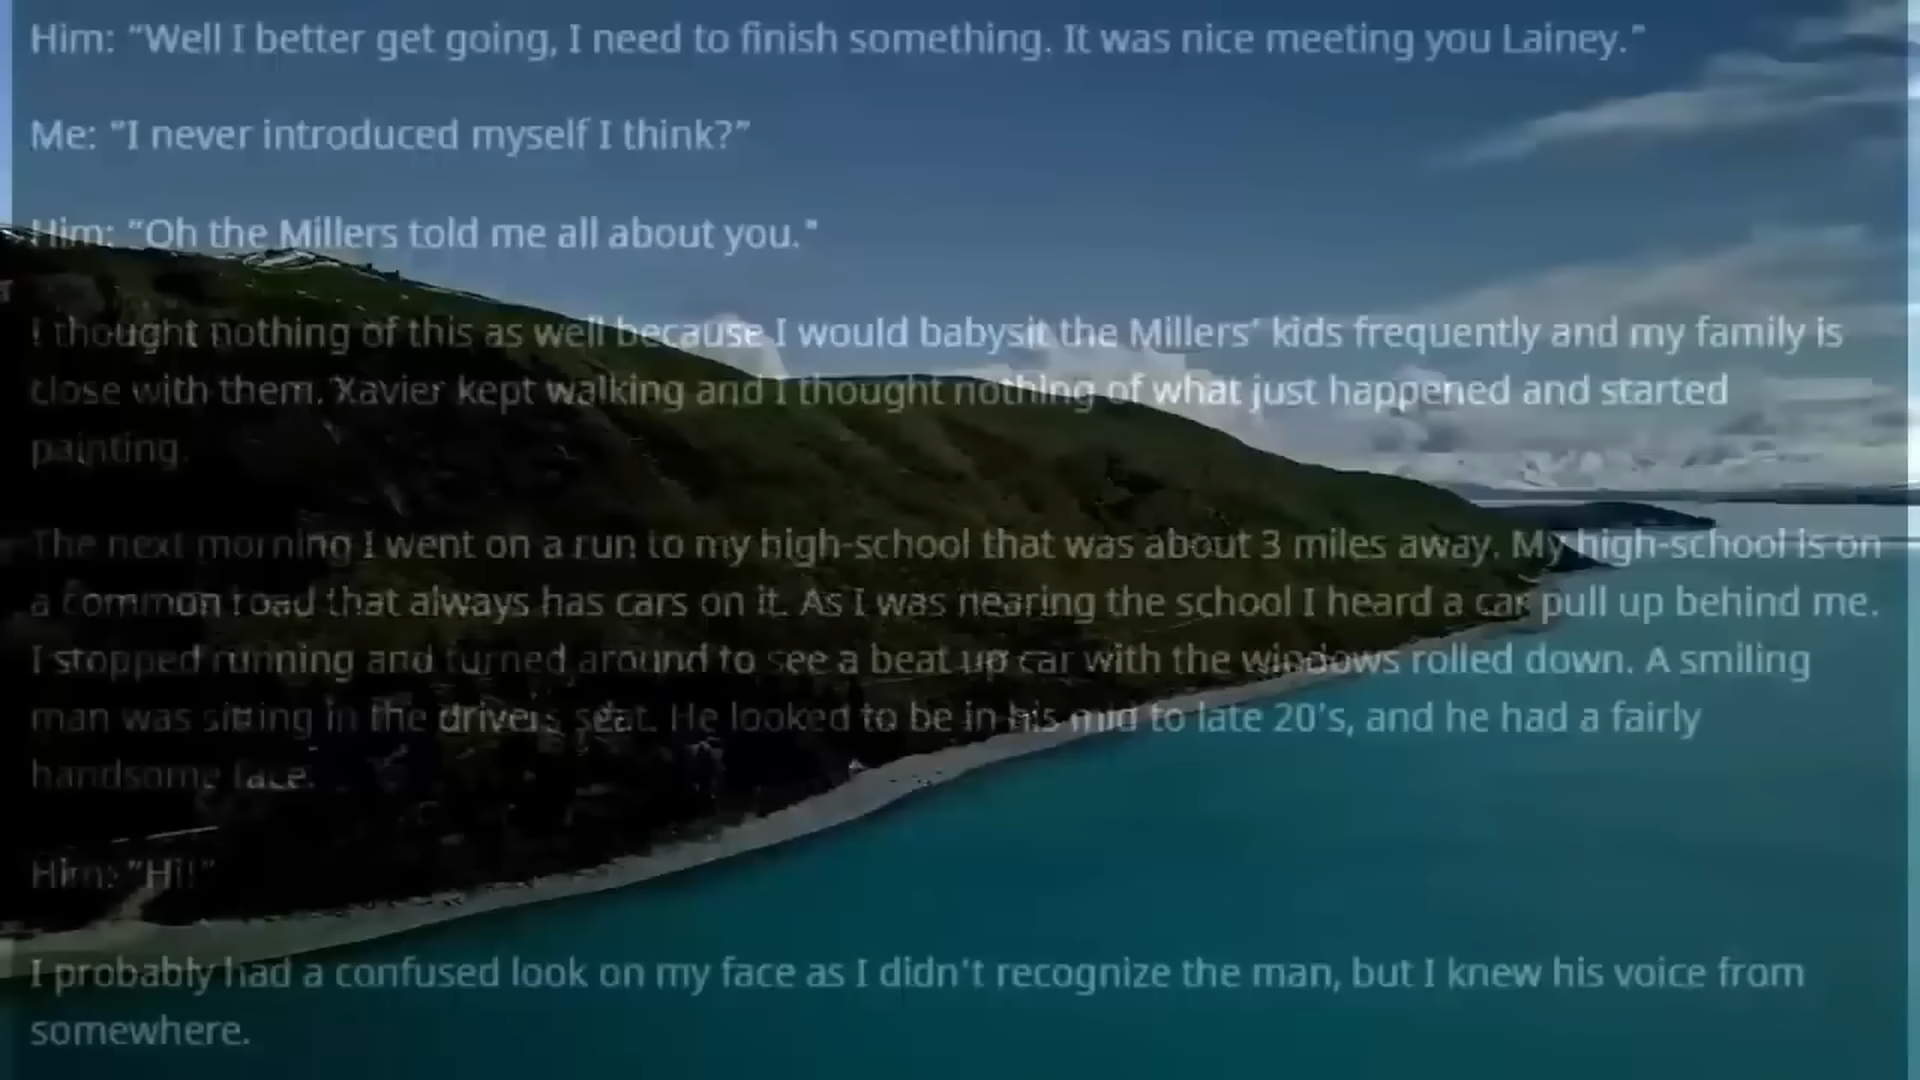 Him: “Well I better get going, I need to finish something. It was nice meeting you Lainey.”
Me: “I never introduced myself I think?”
Him: “Oh the Millers told me all about you.”
I thought nothing of this as well because I would babysit the Millers’ kids frequently and my family is
close with them. Xavier kept walking and I thought nothing of what just happened and started
painting.
The next morning I went on a run to my high-school that was about 3 miles away. My high-school is on
a common road that always has cars on it. As I was nearing the school I heard a car pull up behind me.
I stopped running and turned around to see a beat up car with the windows rolled down. A smiling
man was sitting in the drivers seat. He looked to be in his mid to late 20’s, and he had a fairly
handsome face.
Him: “Hi!”
I probably had a confused look on my face as I didn’t recognize the man, but I knew his voice from
somewhere.